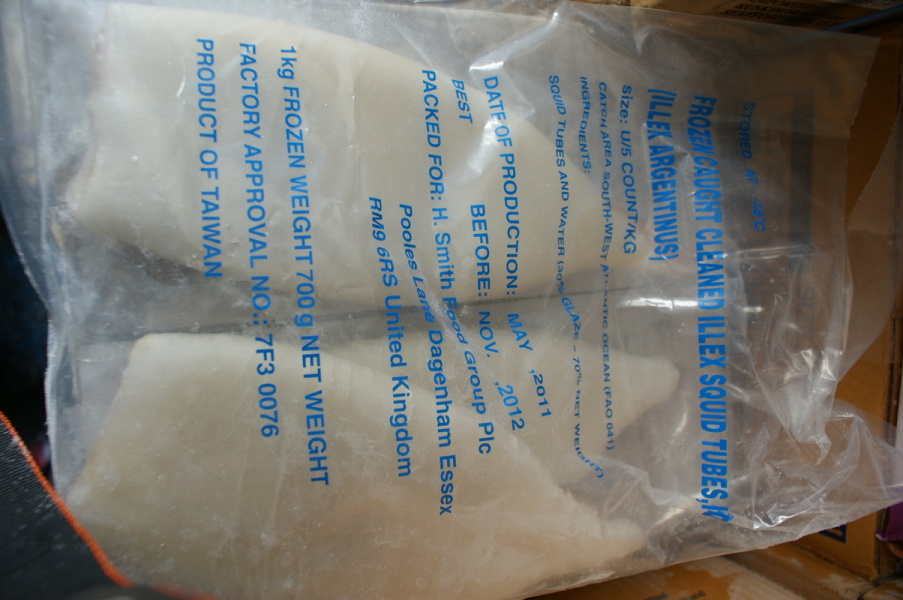 STORED AT -18°C
FROZEN CAUGHT CLEANED ILLEX SQUID TUBES,
(ILLEX ARGENTINUS)
Size: U/5 COUNT/KG
CATCH AREA SOUTH-WEST ATLANTIC OCEAN (FAO 041)
INGREDIENTS:
SQUID TUBES AND WATER (30% GLAZE - 70% NET WEIGHT)
DATE OF PRODUCTION: MAY ,2011
BEST BEFORE: NOV. ,2012
PACKED FOR: H. Smith Food Group Plc
Pooles Lane Dagenham Essex
RM9 6RS United Kingdom
1kg FROZEN WEIGHT 700g NET WEIGHT
FACTORY APPROVAL NO.: 7F3 0076
PRODUCT OF TAIWAN